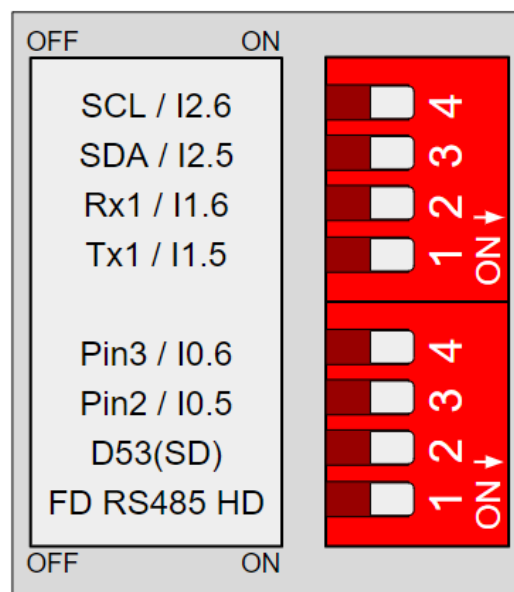 OFF ON
SCL / I2.6 4
SDA / I2.5 3
Rx1 / I1.6 2
Tx1 / I1.5 1
ON
Pin3 / I0.6 4
Pin2 / I0.5 3
D53(SD) 2
FD RS485 HD 1
ON
OFF ON